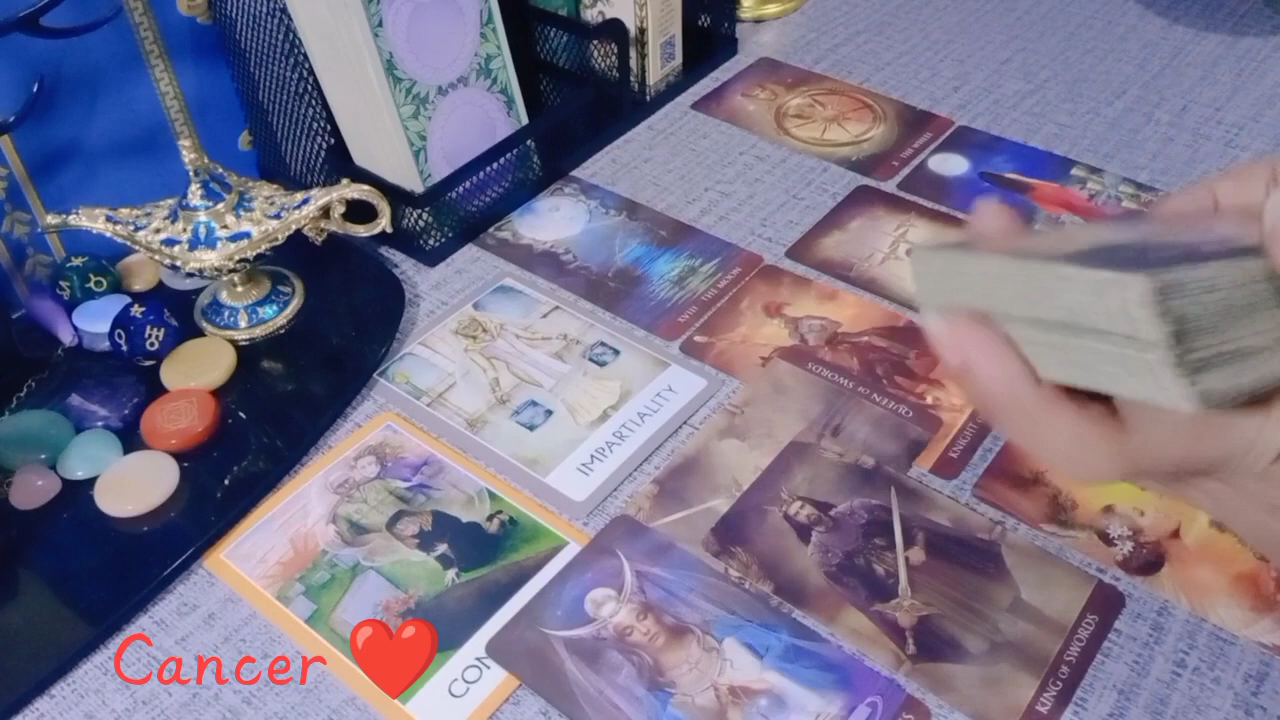 X · THE WHEEL
XVIII · THE MOON
QUEEN OF SWORDS
IMPARTIALITY
KNIGHT
CON
KING OF SWORDS
Cancer ❤️